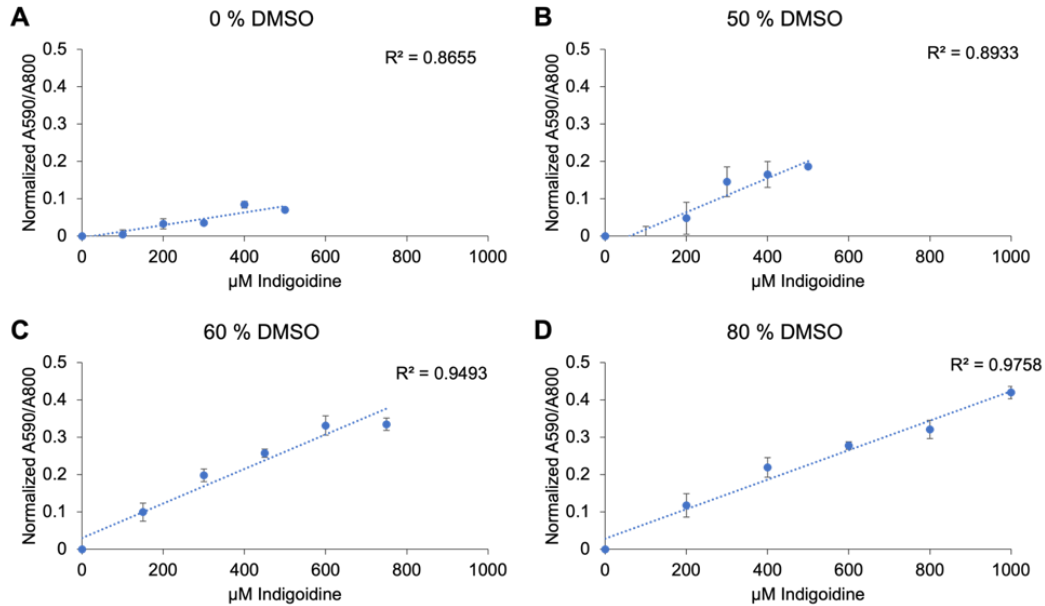 A
0 % DMSO
R² = 0.8655
Normalized A590/A800
0.5
0.4
0.3
0.2
0.1
0
0 200 400 600 800 1000
µM Indigoidine
B
50 % DMSO
R² = 0.8933
Normalized A590/A800
0.5
0.4
0.3
0.2
0.1
0
0 200 400 600 800 1000
µM Indigoidine
C
60 % DMSO
R² = 0.9493
Normalized A590/A800
0.5
0.4
0.3
0.2
0.1
0
0 200 400 600 800 1000
µM Indigoidine
D
80 % DMSO
R² = 0.9758
Normalized A590/A800
0.5
0.4
0.3
0.2
0.1
0
0 200 400 600 800 1000
µM Indigoidine